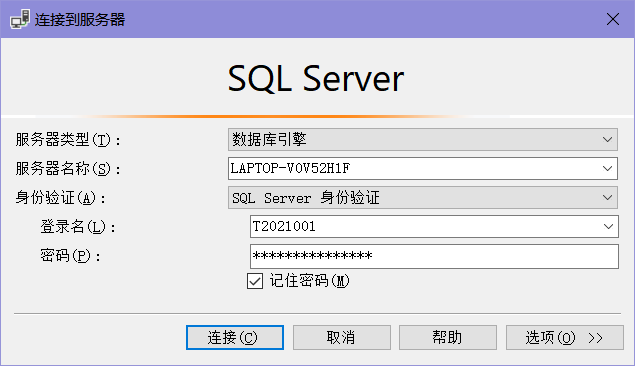 连接到服务器
SQL Server
服务器类型(T): 数据库引擎
服务器名称(S): LAPTOP-V0V52H1F
身份验证(A): SQL Server 身份验证
登录名(L): T2021001
密码(P): ***************
记住密码(M)
连接(C) 取消 帮助 选项(O) >>